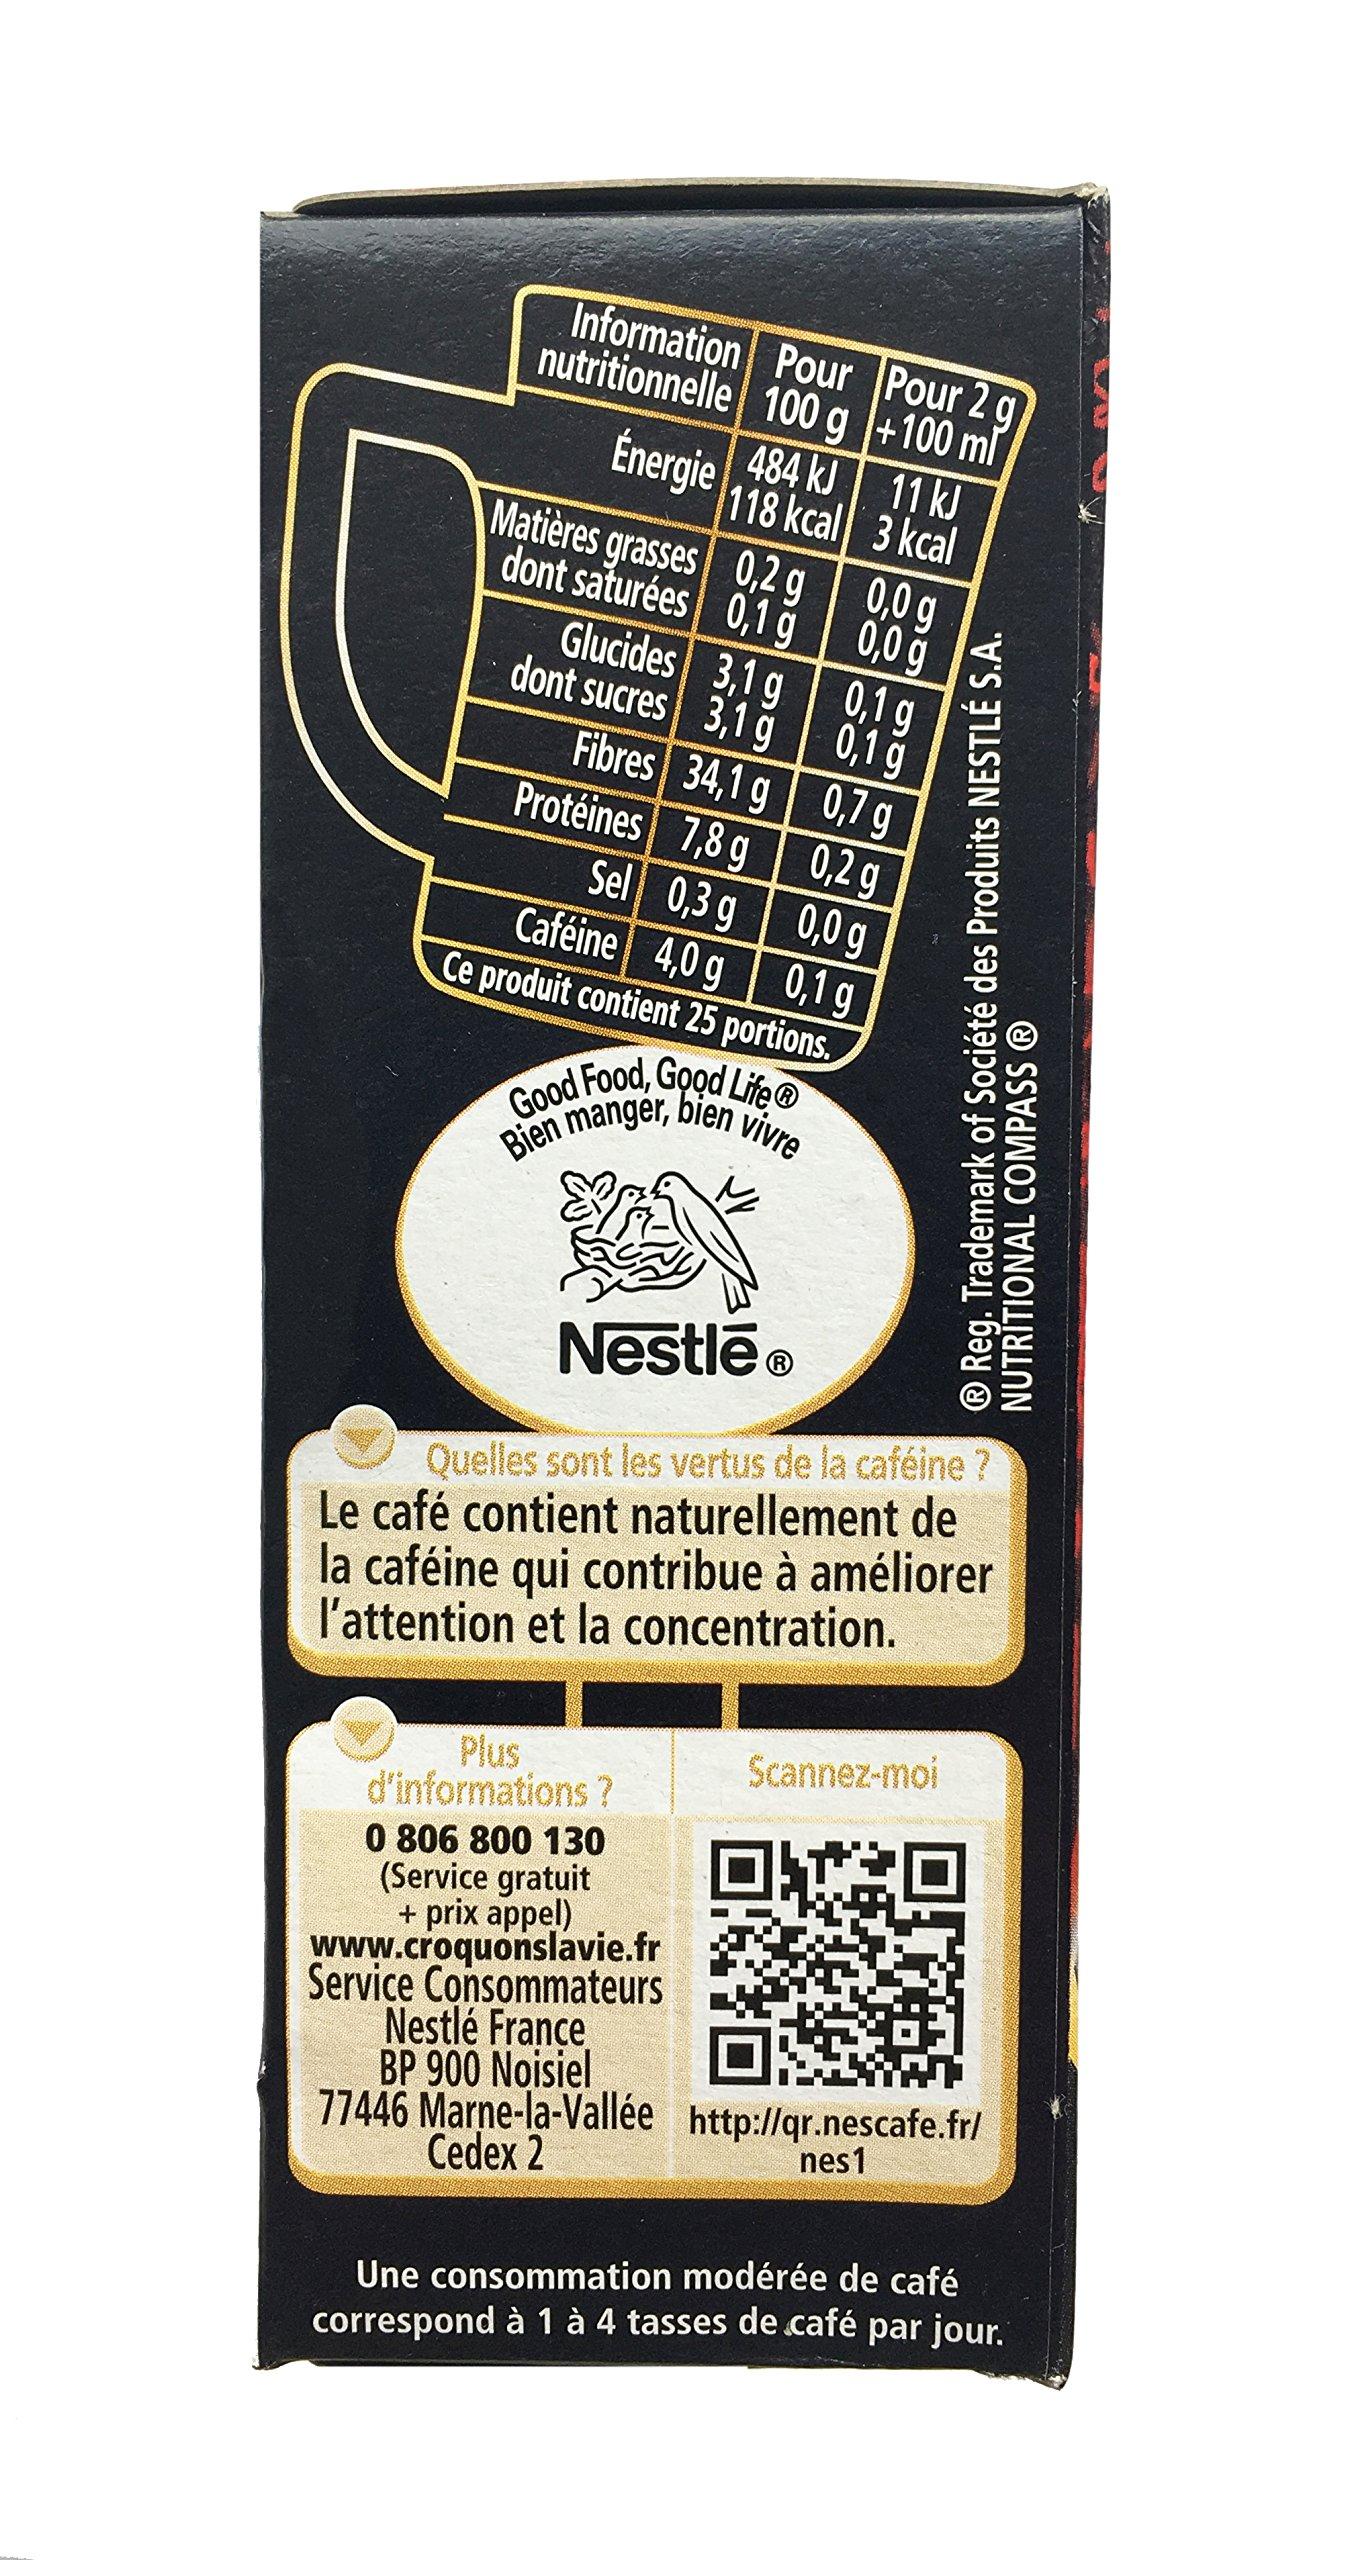 Information nutritionnelle | Pour 100 g | Pour 2 g +100 ml
Énergie | 484 kJ 118 kcal | 11 kJ 3 kcal
Matières grasses | 0,2 g | 0,0 g
dont saturées | 0,1 g | 0,0 g
Glucides | 3,1 g | 0,1 g
dont sucres | 3,1 g | 0,1 g
Fibres | 34,1 g | 0,7 g
Protéines | 7,8 g | 0,2 g
Sel | 0,3 g | 0,0 g
Caféine | 4,0 g | 0,1 g
Ce produit contient 25 portions.
® Reg. Trademark of Société des Produits NESTLÉ S.A.
NUTRITIONAL COMPASS ®
Good Food, Good Life ®
Bien manger, bien vivre
Nestlé ®
Quelles sont les vertus de la caféine ?
Le café contient naturellement de
la caféine qui contribue à améliorer
l'attention et la concentration.
Plus
d'informations ?
0 806 800 130
(Service gratuit
+ prix appel)
www.croquonslavie.fr
Service Consommateurs
Nestlé France
BP 900 Noisiel
77446 Marne-la-Vallée
Cedex 2
Scannez-moi
http://qr.nescafe.fr/
nes1
Une consommation modérée de café
correspond à 1 à 4 tasses de café par jour.